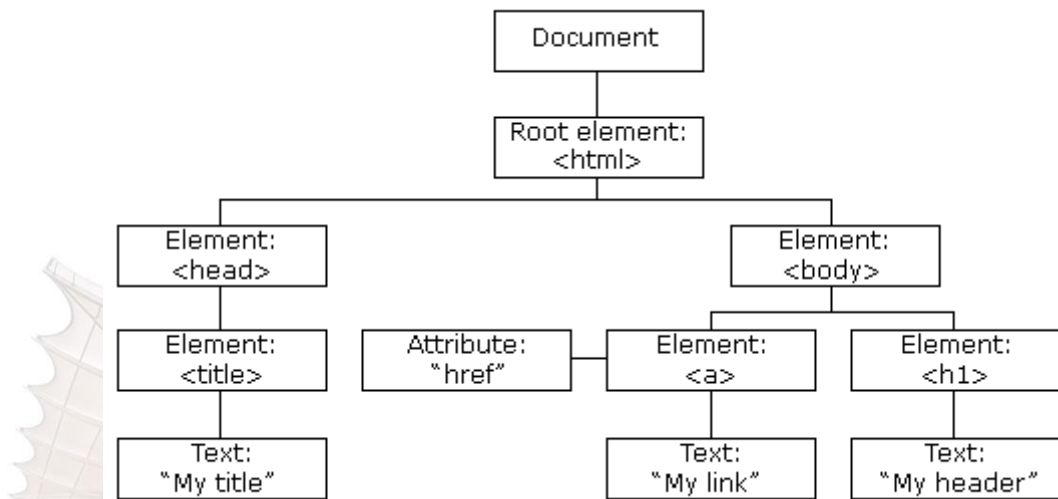 Document
Root element:
<html>
Element:
<head>
Element:
<body>
Element:
<title>
Attribute:
“href”
Element:
<a>
Element:
<h1>
Text:
“My title”
Text:
“My link”
Text:
“My header”